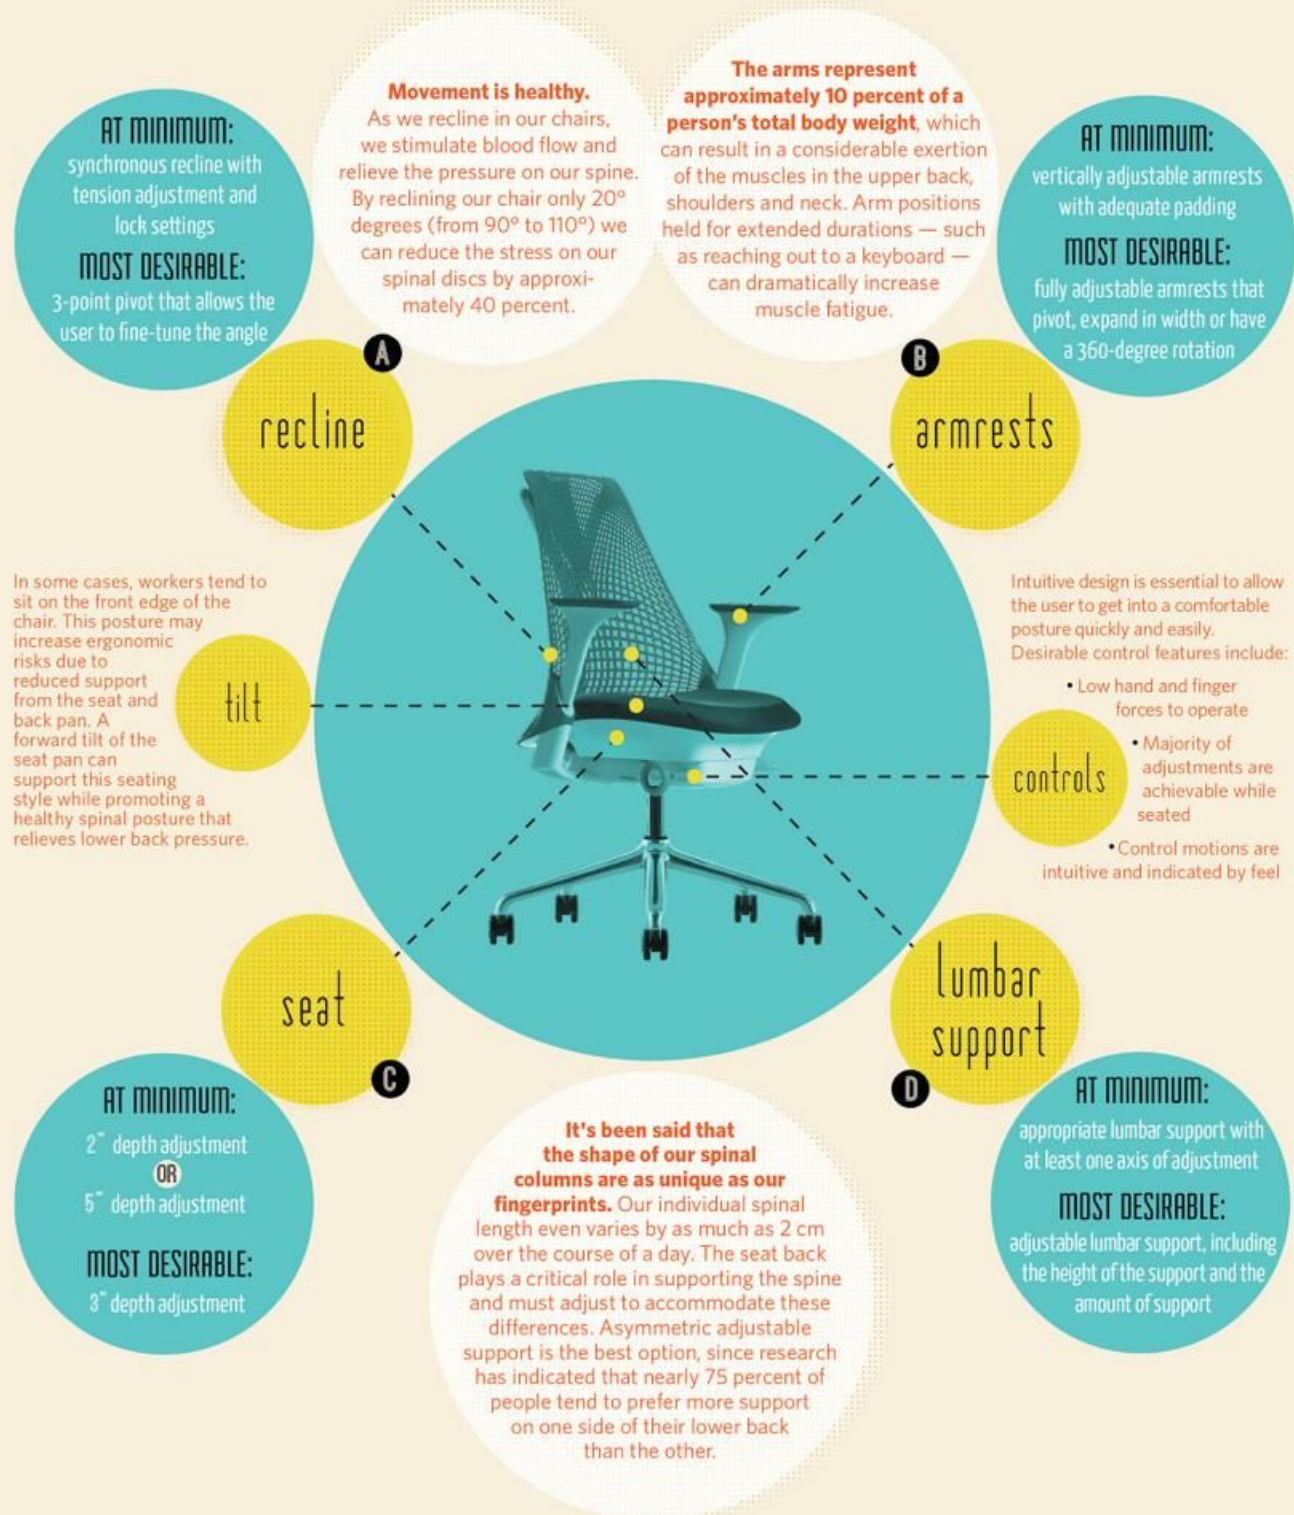 Movement is healthy.
As we recline in our chairs,
we stimulate blood flow and
relieve the pressure on our spine.
By reclining our chair only 20°
degrees (from 90° to 110°) we
can reduce the stress on our
spinal discs by approxi-
mately 40 percent.
The arms represent
approximately 10 percent of a
person's total body weight, which
can result in a considerable exertion
of the muscles in the upper back,
shoulders and neck. Arm positions
held for extended durations — such
as reaching out to a keyboard —
can dramatically increase
muscle fatigue.
AT MINIMUM:
synchronous recline with
tension adjustment and
lock settings
MOST DESIRABLE:
3-point pivot that allows the
user to fine-tune the angle
AT MINIMUM:
vertically adjustable armrests
with adequate padding
MOST DESIRABLE:
fully adjustable armrests that
pivot, expand in width or have
a 360-degree rotation
A
recline
B
armrests
In some cases, workers tend to
sit on the front edge of the
chair. This posture may
increase ergonomic
risks due to
reduced support
from the seat and
back pan. A
forward tilt of the
seat pan can
support this seating
style while promoting a
healthy spinal posture that
relieves lower back pressure.
tilt
Intuitive design is essential to allow
the user to get into a comfortable
posture quickly and easily.
Desirable control features include:
• Low hand and finger
forces to operate
• Majority of
adjustments are
achievable while
seated
• Control motions are
intuitive and indicated by feel
controls
seat
C
lumbar
support
D
AT MINIMUM:
2" depth adjustment
OR
5" depth adjustment
MOST DESIRABLE:
3" depth adjustment
It's been said that
the shape of our spinal
columns are as unique as our
fingerprints. Our individual spinal
length even varies by as much as 2 cm
over the course of a day. The seat back
plays a critical role in supporting the spine
and must adjust to accommodate these
differences. Asymmetric adjustable
support is the best option, since research
has indicated that nearly 75 percent of
people tend to prefer more support
on one side of their lower back
than the other.
AT MINIMUM:
appropriate lumbar support with
at least one axis of adjustment
MOST DESIRABLE:
adjustable lumbar support, including
the height of the support and the
amount of support